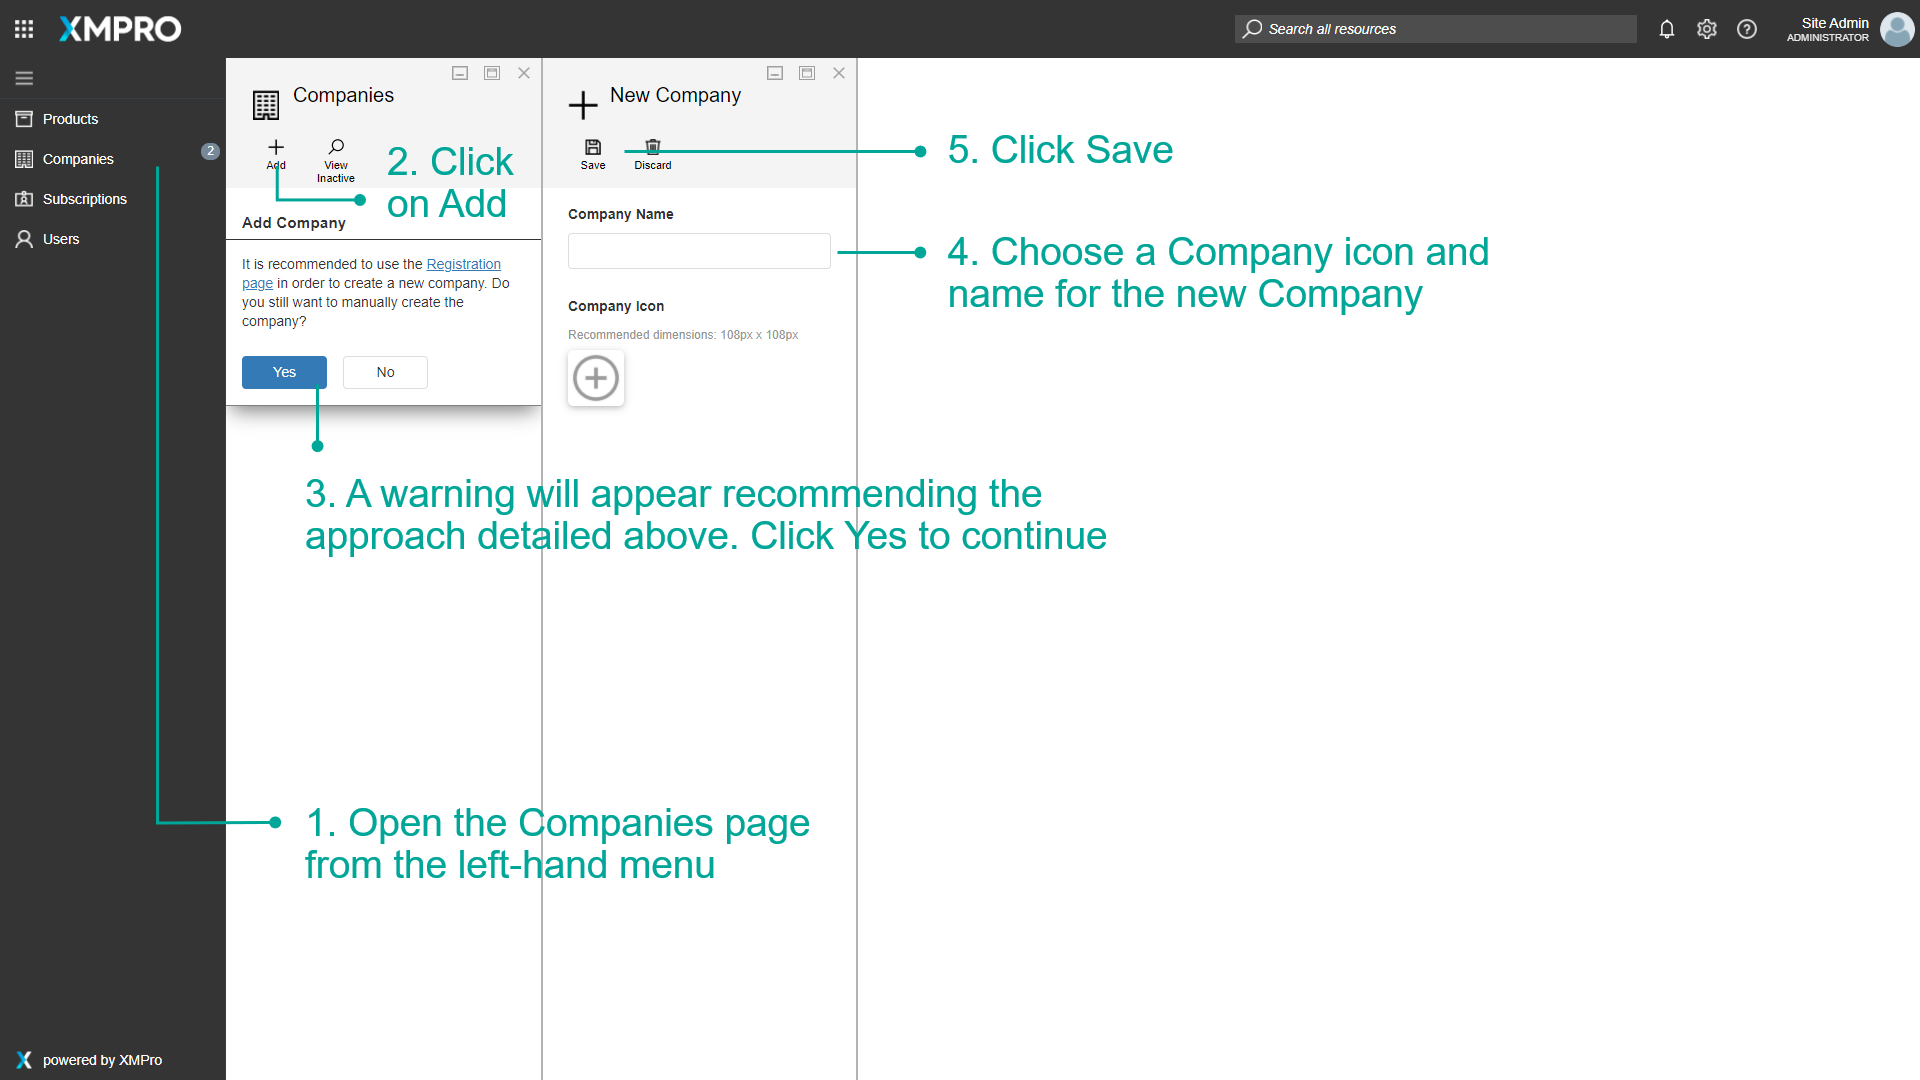 XMPRO
Search all resources
Site Admin
ADMINISTRATOR
Products
Companies
2
Subscriptions
Users
Companies
Add
View
Inactive
2. Click
on Add
Add Company
It is recommended to use the Registration
page in order to create a new company. Do
you still want to manually create the
company?
Yes
No
New Company
Save
Discard
5. Click Save
Company Name
4. Choose a Company icon and
name for the new Company
Company Icon
Recommended dimensions: 108px x 108px
3. A warning will appear recommending the
approach detailed above. Click Yes to continue
1. Open the Companies page
from the left-hand menu
powered by XMPro